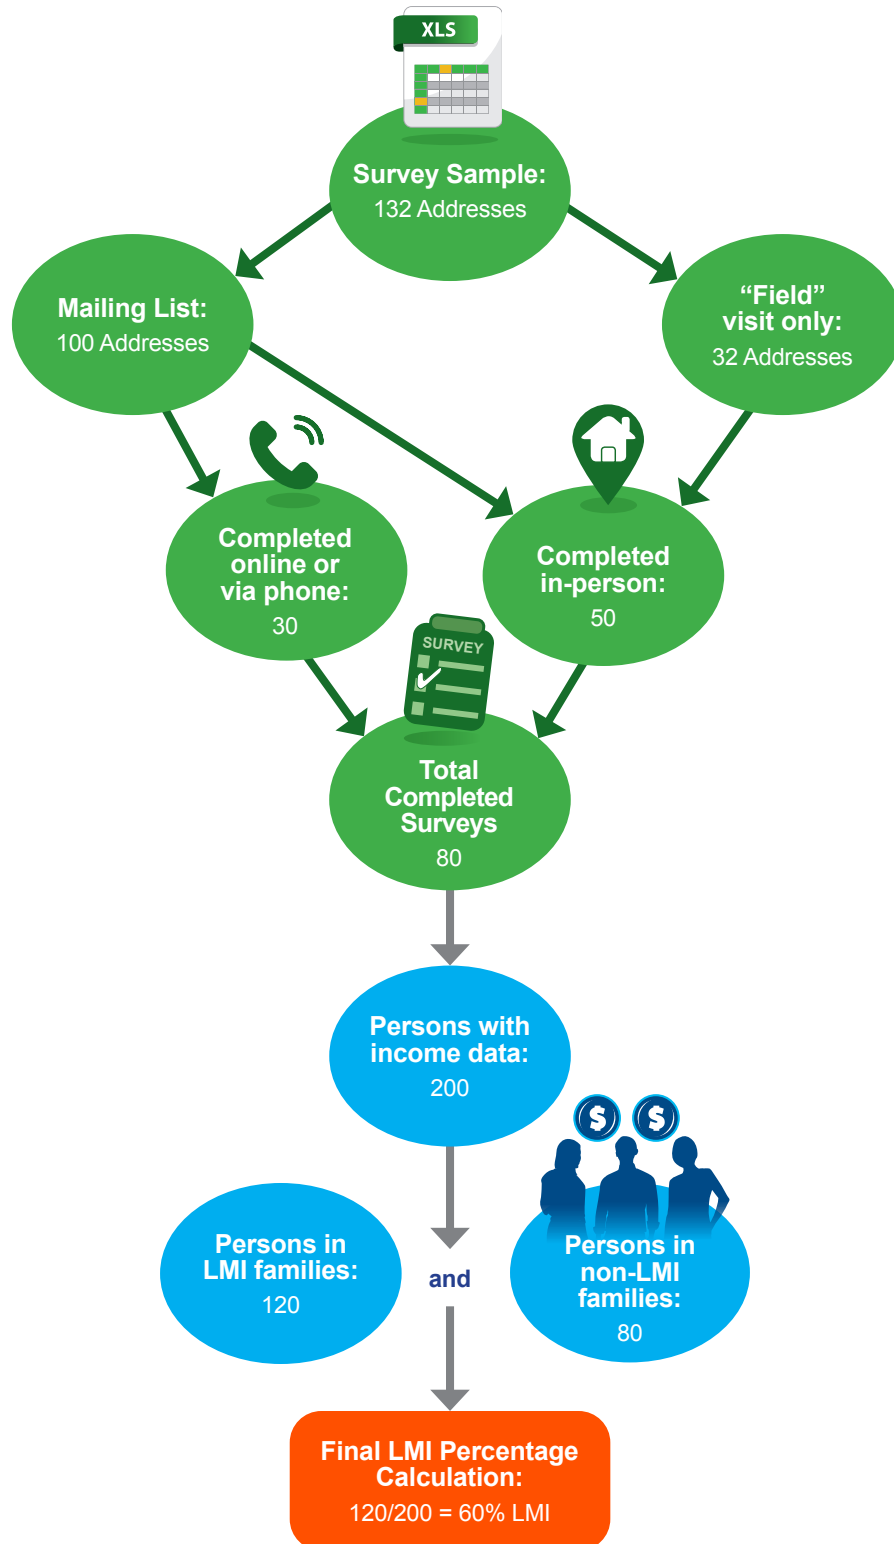 XLS
Survey Sample:
132 Addresses
Mailing List:
100 Addresses
“Field”
visit only:
32 Addresses
Completed
online or
via phone:
30
Completed
in-person:
50
SURVEY
Total
Completed
Surveys
80
Persons with
income data:
200
$ $
Persons in
LMI families:
120
and
Persons in
non-LMI
families:
80
Final LMI Percentage
Calculation:
120/200 = 60% LMI